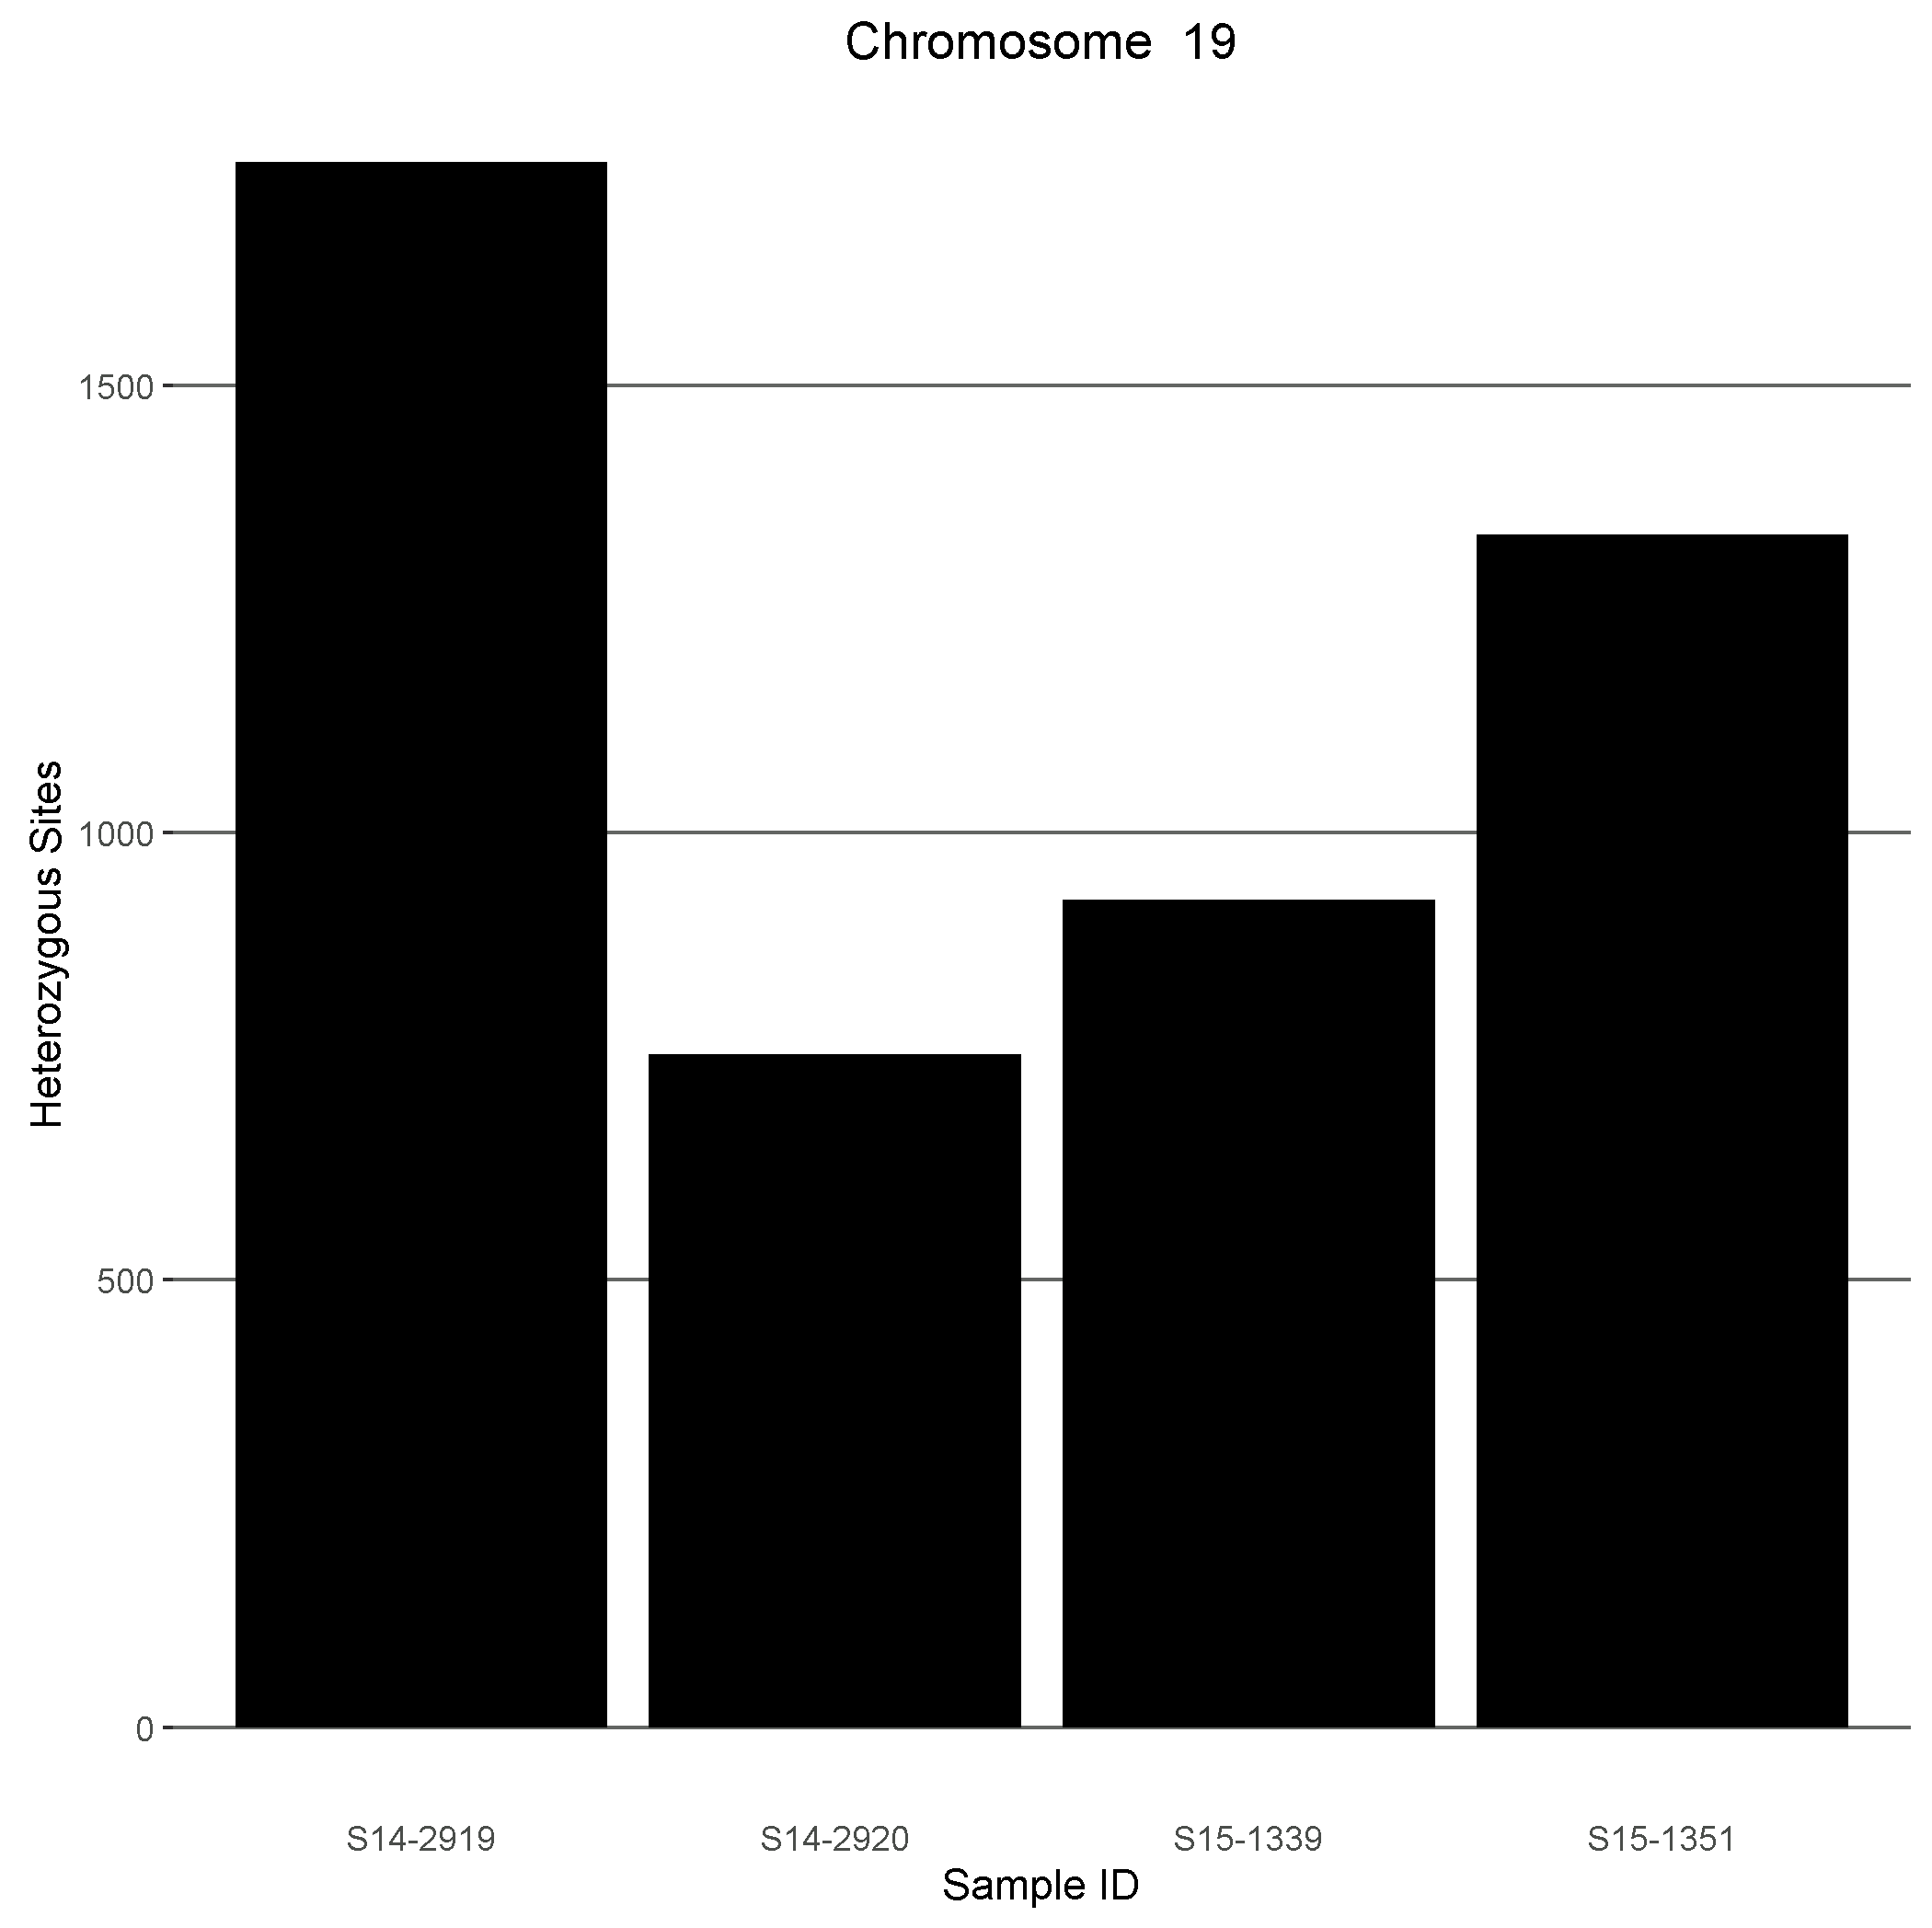 Chromosome  19
Heterozygous Sites
1500
1000
500
0
S14-2919 S14-2920 S15-1339 S15-1351
Sample ID